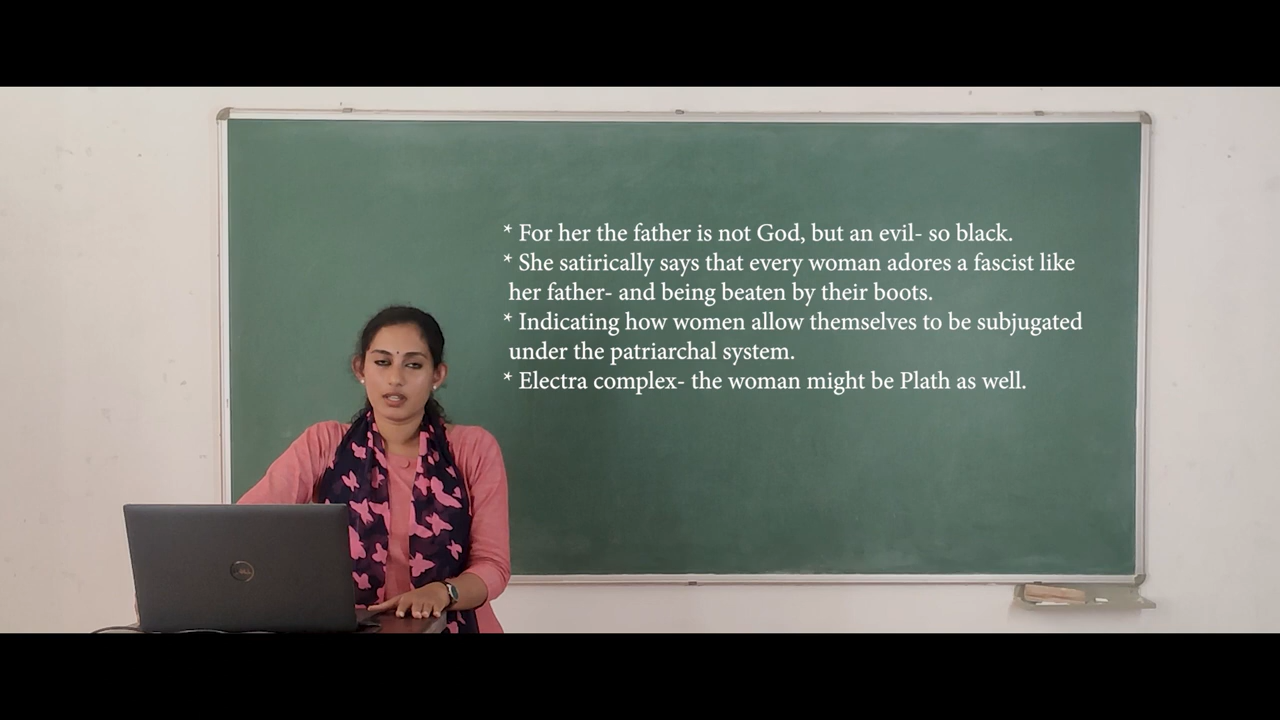 * For her the father is not God, but an evil- so black.
* She satirically says that every woman adores a fascist like
her father- and being beaten by their boots.
* Indicating how women allow themselves to be subjugated
under the patriarchal system.
* Electra complex- the woman might be Plath as well.
DELL